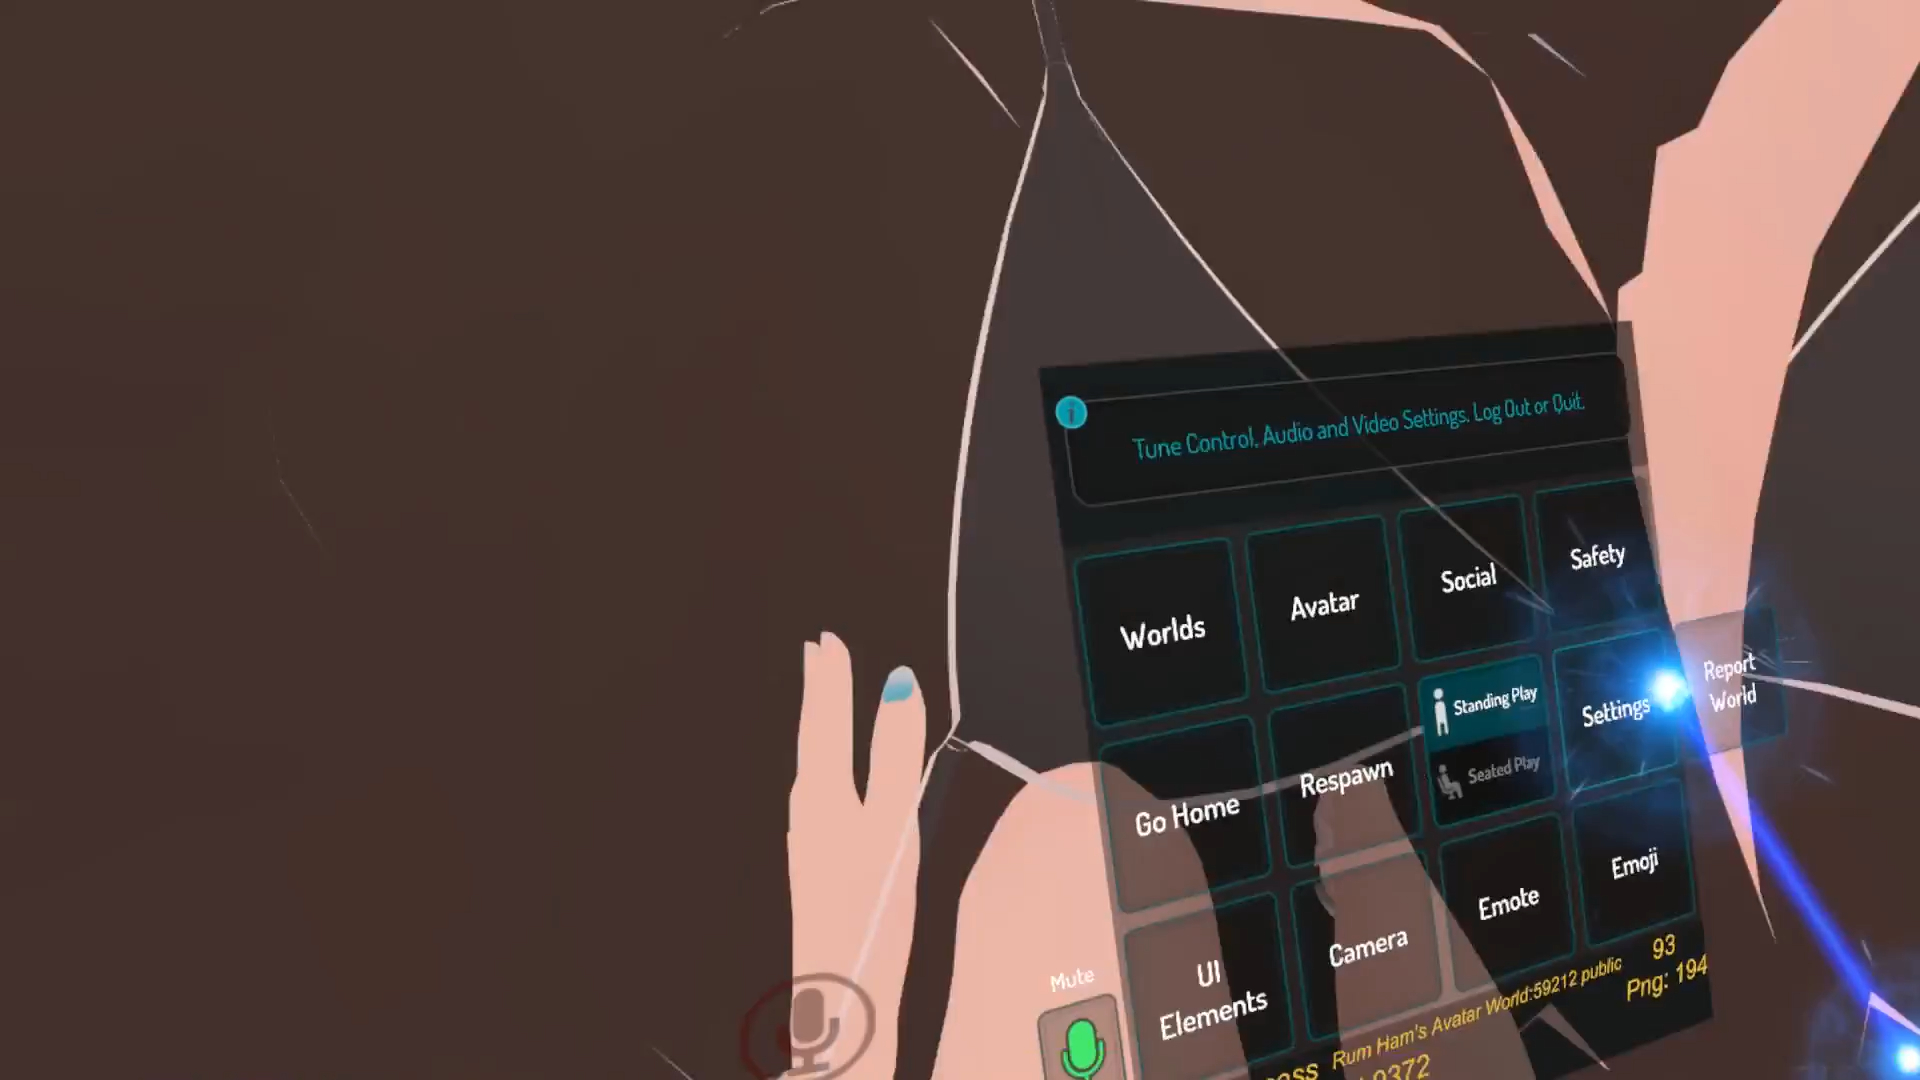 Tune Control, Audio and Video Settings. Log Out or Quit.
Worlds
Avatar
Social
Safety
Go Home
Respawn
Standing Play
Seated Play
Settings
Report
World
UI
Elements
Camera
Emote
Emoji
Mute
Rum Ham's Avatar World:59212 public
93
Png: 194